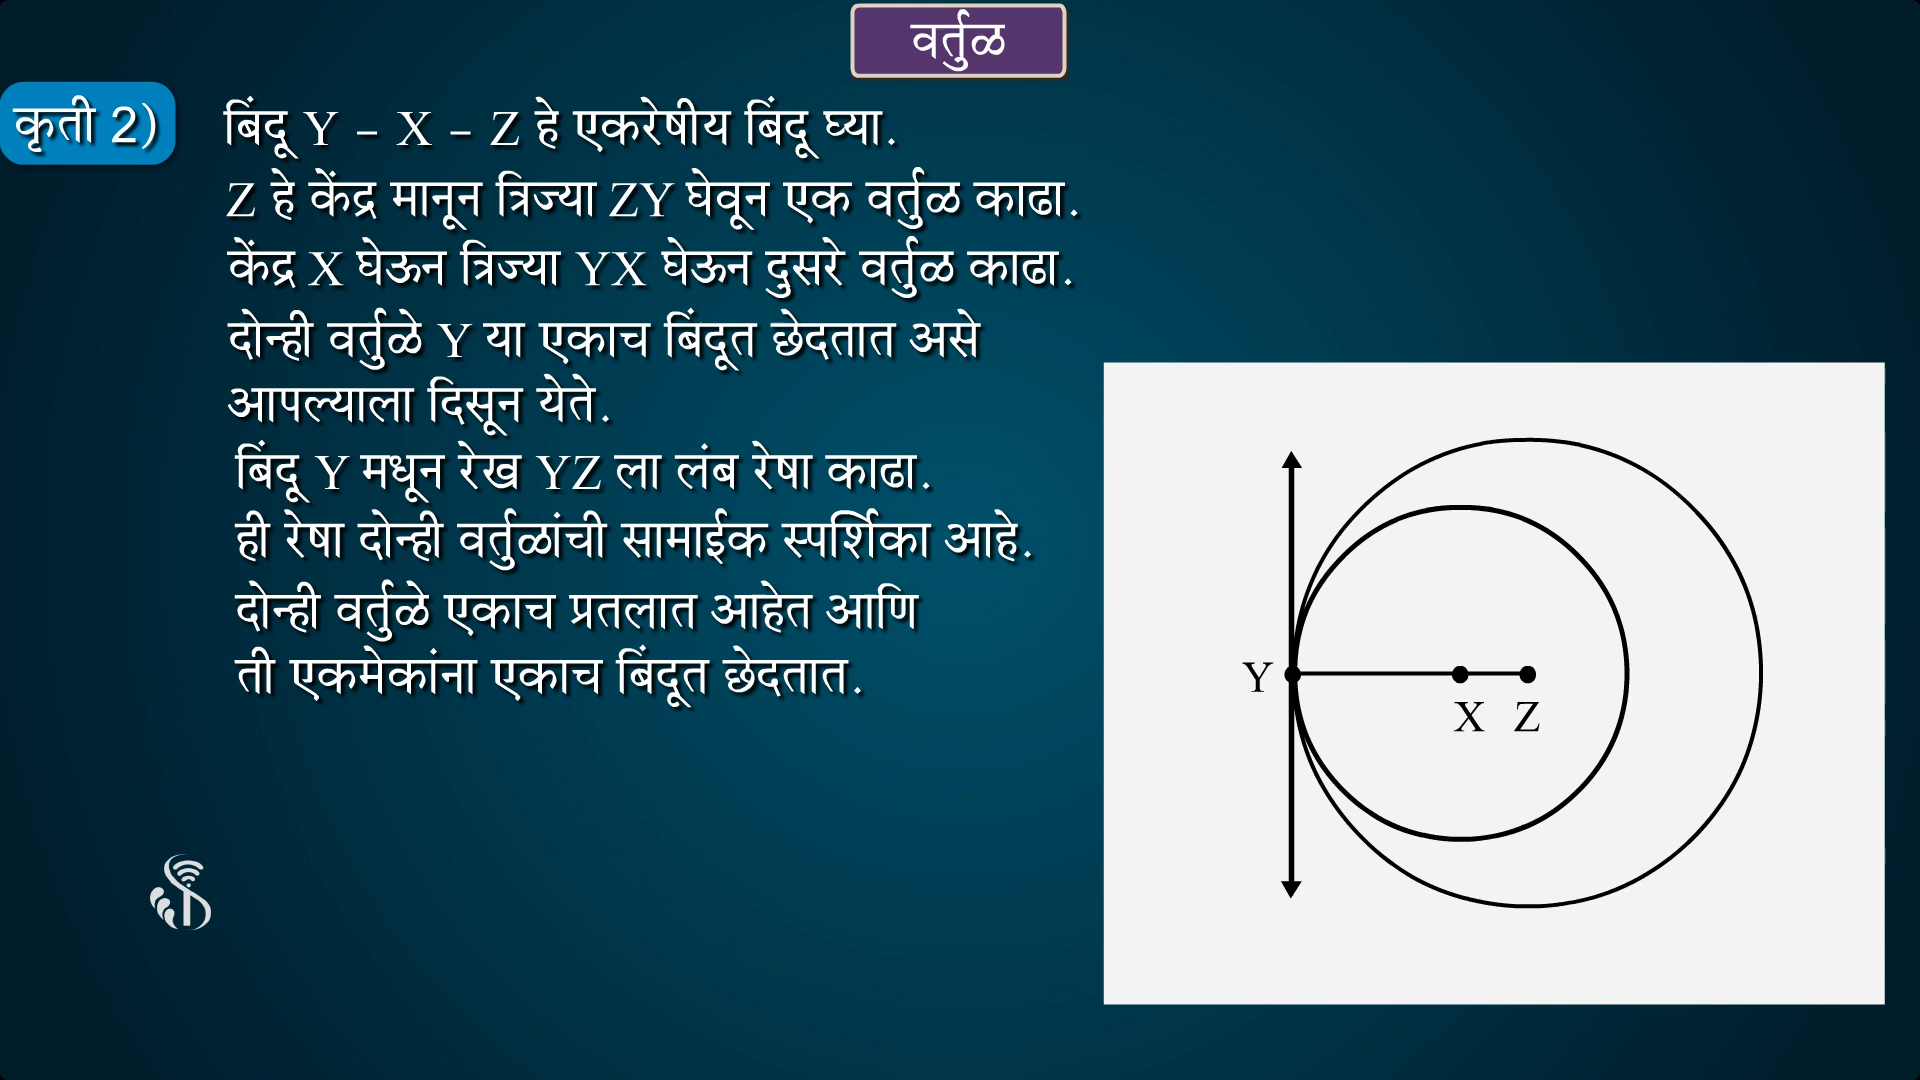 वर्तुळ
कृती 2)
बिंदू Y – X – Z हे एकरेषीय बिंदू घ्या.
Z हे केंद्र मानून त्रिज्या ZY घेवून एक वर्तुळ काढा.
केंद्र X घेऊन त्रिज्या YX घेऊन दुसरे वर्तुळ काढा.
दोन्ही वर्तुळे Y या एकाच बिंदूत छेदतात असे
आपल्याला दिसून येते.
बिंदू Y मधून रेख YZ ला लंब रेषा काढा.
ही रेषा दोन्ही वर्तुळांची सामाईक स्पर्शिका आहे.
दोन्ही वर्तुळे एकाच प्रतलात आहेत आणि
ती एकमेकांना एकाच बिंदूत छेदतात.
Y
X Z